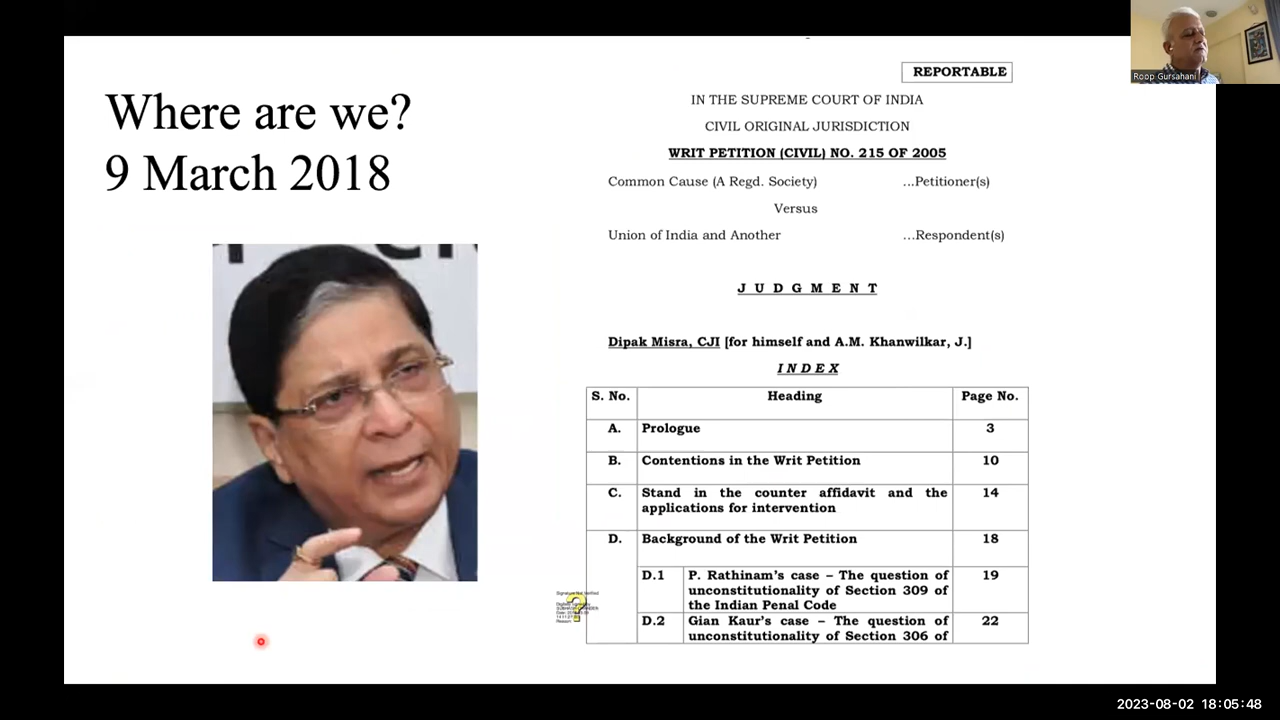 Where are we?
9 March 2018
Roop Gursahani
REPORTABLE
IN THE SUPREME COURT OF INDIA
CIVIL ORIGINAL JURISDICTION
WRIT PETITION (CIVIL) NO. 215 OF 2005
Common Cause (A Regd. Society) ...Petitioner(s)
Versus
Union of India and Another ...Respondent(s)
J U D G M E N T
Dipak Misra, CJI [for himself and A.M. Khanwilkar, J.]
I N D E X
S. No. Heading Page No.
A. Prologue 3
B. Contentions in the Writ Petition 10
C. Stand in the counter affidavit and the
applications for intervention 14
D. Background of the Writ Petition 18
D.1 P. Rathinam's case – The question of 19
unconstitutionality of Section 309 of
the Indian Penal Code
D.2 Gian Kaur's case – The question of 22
unconstitutionality of Section 306 of
Signature Not Verified
2023-08-02 18:05:48